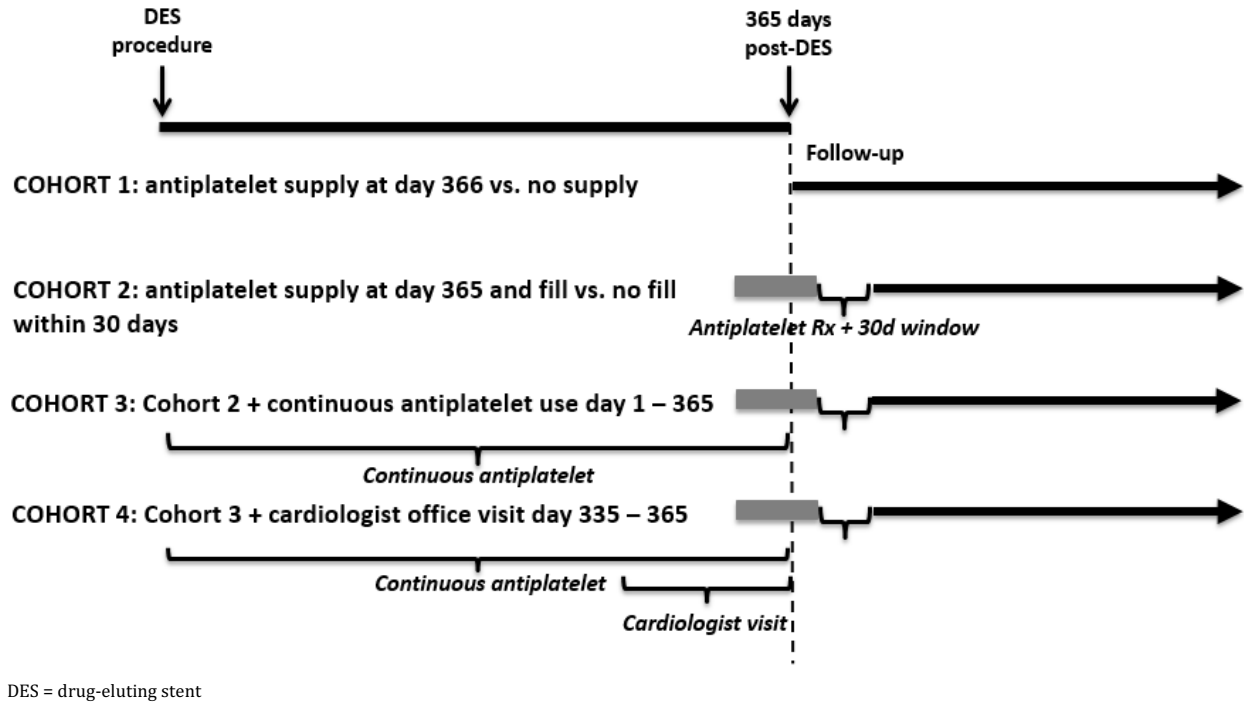 DES
procedure
365 days
post-DES
Follow-up
COHORT 1: antiplatelet supply at day 366 vs. no supply
COHORT 2: antiplatelet supply at day 365 and fill vs. no fill
within 30 days
Antiplatelet Rx + 30d window
COHORT 3: Cohort 2 + continuous antiplatelet use day 1 – 365
Continuous antiplatelet
COHORT 4: Cohort 3 + cardiologist office visit day 335 – 365
Continuous antiplatelet
Cardiologist visit
DES = drug-eluting stent